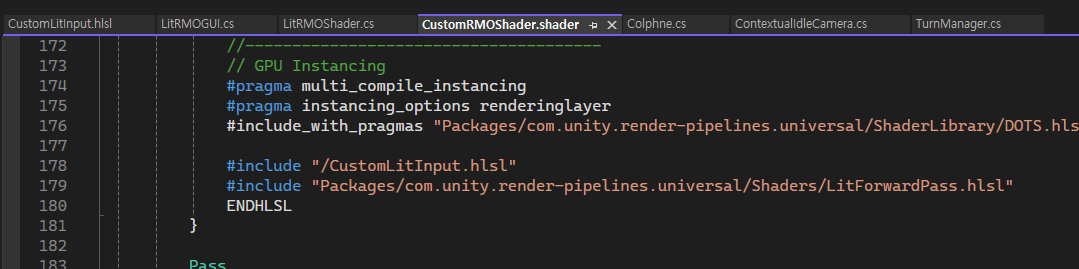 CustomLitInput.hlsl LitRMOGUI.cs LitRMOShader.cs CustomRMOShader.shader Colphne.cs ContextualIdleCamera.cs TurnManager.cs
172 //--------------------------------------
173 // GPU Instancing
174 #pragma multi_compile_instancing
175 #pragma instancing_options renderinglayer
176 #include_with_pragmas "Packages/com.unity.render-pipelines.universal/ShaderLibrary/DOTS.hls
177
178 #include "/CustomLitInput.hlsl"
179 #include "Packages/com.unity.render-pipelines.universal/Shaders/LitForwardPass.hlsl"
180 ENDHLSL
181 }
182
183 Pass